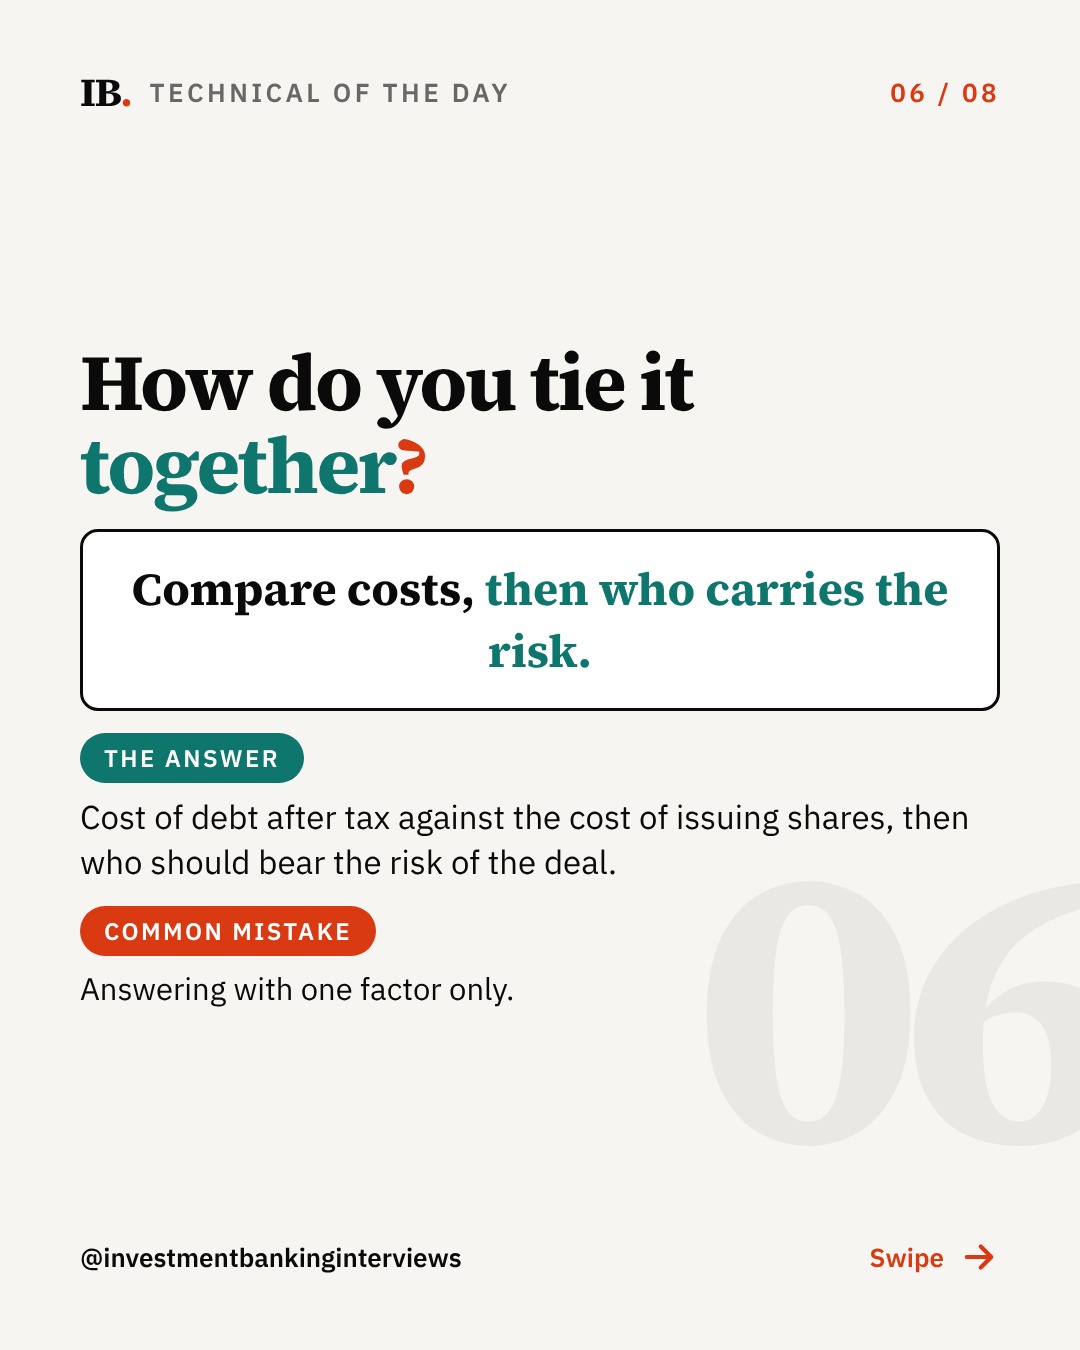 IB. TECHNICAL OF THE DAY
06 / 08
How do you tie it
together?
Compare costs, then who carries the
risk.
THE ANSWER
Cost of debt after tax against the cost of issuing shares, then
who should bear the risk of the deal.
COMMON MISTAKE
Answering with one factor only.
06
@investmentbankinginterviews
Swipe →